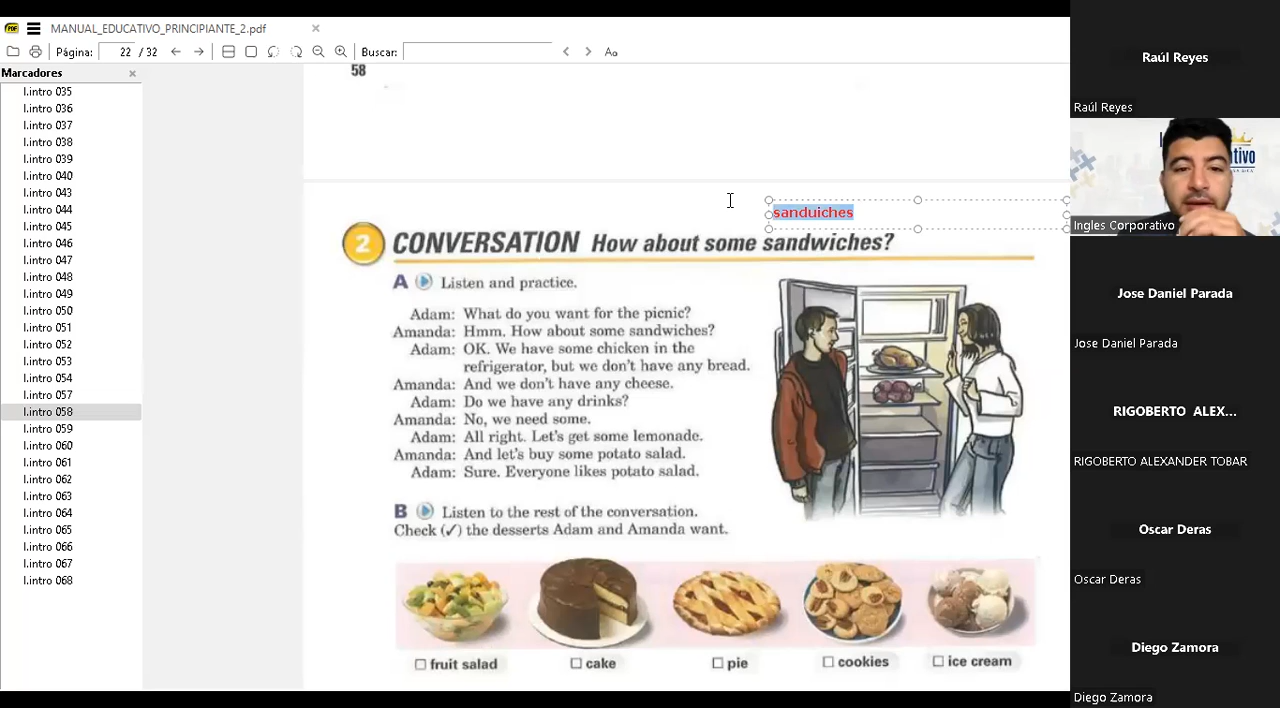 MANUAL_EDUCATIVO_PRINCIPIANTE_2.pdf
Página: 22 / 32
Buscar:
Marcadores
I.intro 035
I.intro 036
I.intro 037
I.intro 038
I.intro 039
I.intro 040
I.intro 043
I.intro 044
I.intro 045
I.intro 046
I.intro 047
I.intro 048
I.intro 049
I.intro 050
I.intro 051
I.intro 052
I.intro 053
I.intro 054
I.intro 057
I.intro 058
I.intro 059
I.intro 060
I.intro 061
I.intro 062
I.intro 063
I.intro 064
I.intro 065
I.intro 066
I.intro 067
I.intro 068
58
sanduiches
2 CONVERSATION How about some sandwiches?
A Listen and practice.
Adam: What do you want for the picnic?
Amanda: Hmm. How about some sandwiches?
Adam: OK. We have some chicken in the
refrigerator, but we don't have any bread.
Amanda: And we don't have any cheese.
Adam: Do we have any drinks?
Amanda: No, we need some.
Adam: All right. Let's get some lemonade.
Amanda: And let's buy some potato salad.
Adam: Sure. Everyone likes potato salad.
B Listen to the rest of the conversation.
Check (✓) the desserts Adam and Amanda want.
fruit salad
cake
pie
cookies
ice cream
Raúl Reyes
Raúl Reyes
Ingles Corporativo
Jose Daniel Parada
Jose Daniel Parada
RIGOBERTO ALEX...
RIGOBERTO ALEXANDER TOBAR
Oscar Deras
Oscar Deras
Diego Zamora
Diego Zamora